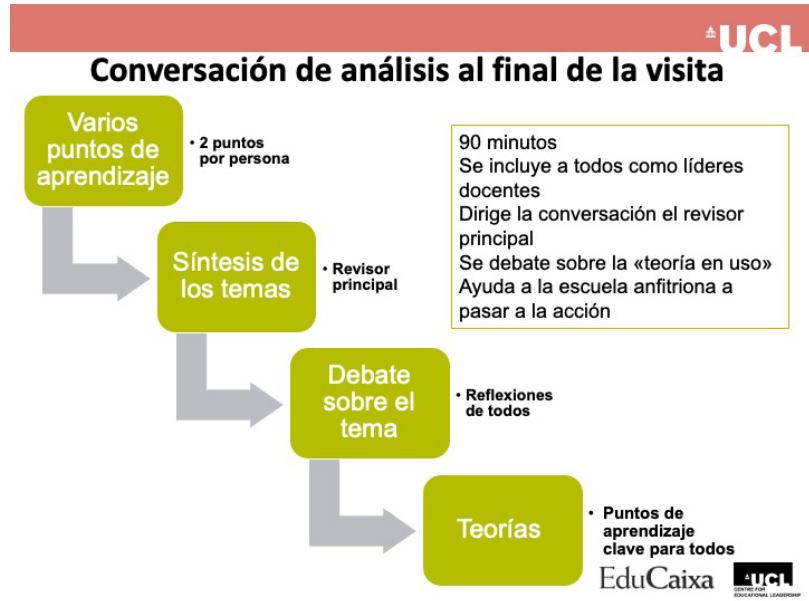 UCL
Conversación de análisis al final de la visita
Varios
puntos de
aprendizaje
• 2 puntos
por persona
90 minutos
Se incluye a todos como líderes
docentes
Dirige la conversación el revisor
principal
Se debate sobre la «teoría en uso»
Ayuda a la escuela anfitriona a
pasar a la acción
Síntesis de
los temas
• Revisor
principal
Debate
sobre el
tema
• Reflexiones
de todos
Teorías
• Puntos de
aprendizaje
clave para todos
EduCaixa
UCL
CENTRE FOR
EDUCATIONAL LEADERSHIP